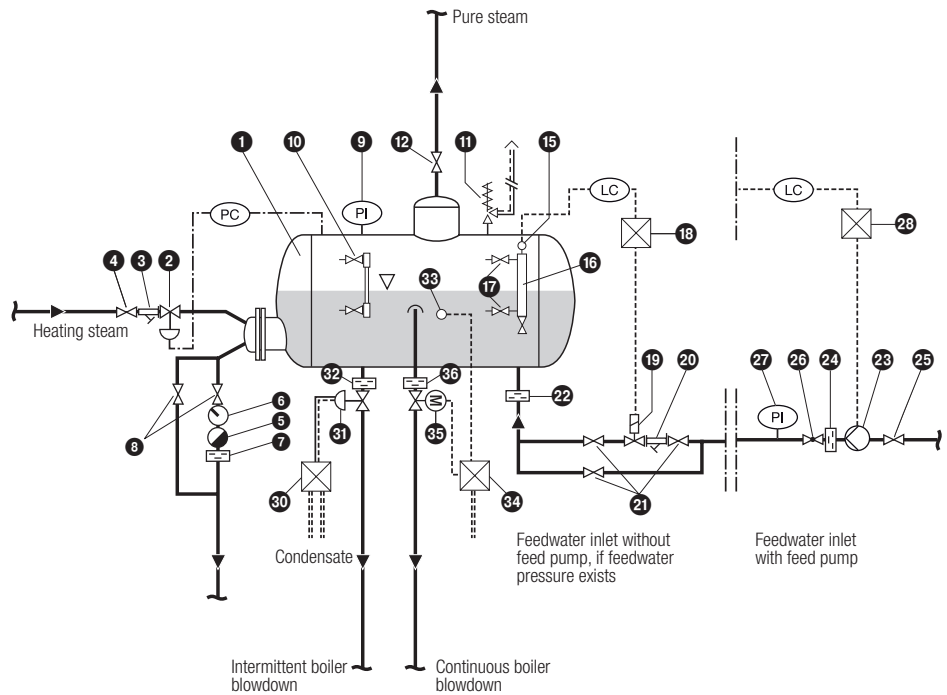 Pure steam
1
10
9
12
11
15
LC
LC
PC
PI
18
28
4
3
2
16
33
17
Heating steam
27
26
24
23
25
19
20
32
36
22
PI
6
5
8
7
M
31
35
21
30
34
Condensate
Feedwater inlet without
feed pump, if feedwater
pressure exists
Feedwater inlet
with feed pump
Intermittent boiler
blowdown
Continuous boiler
blowdown